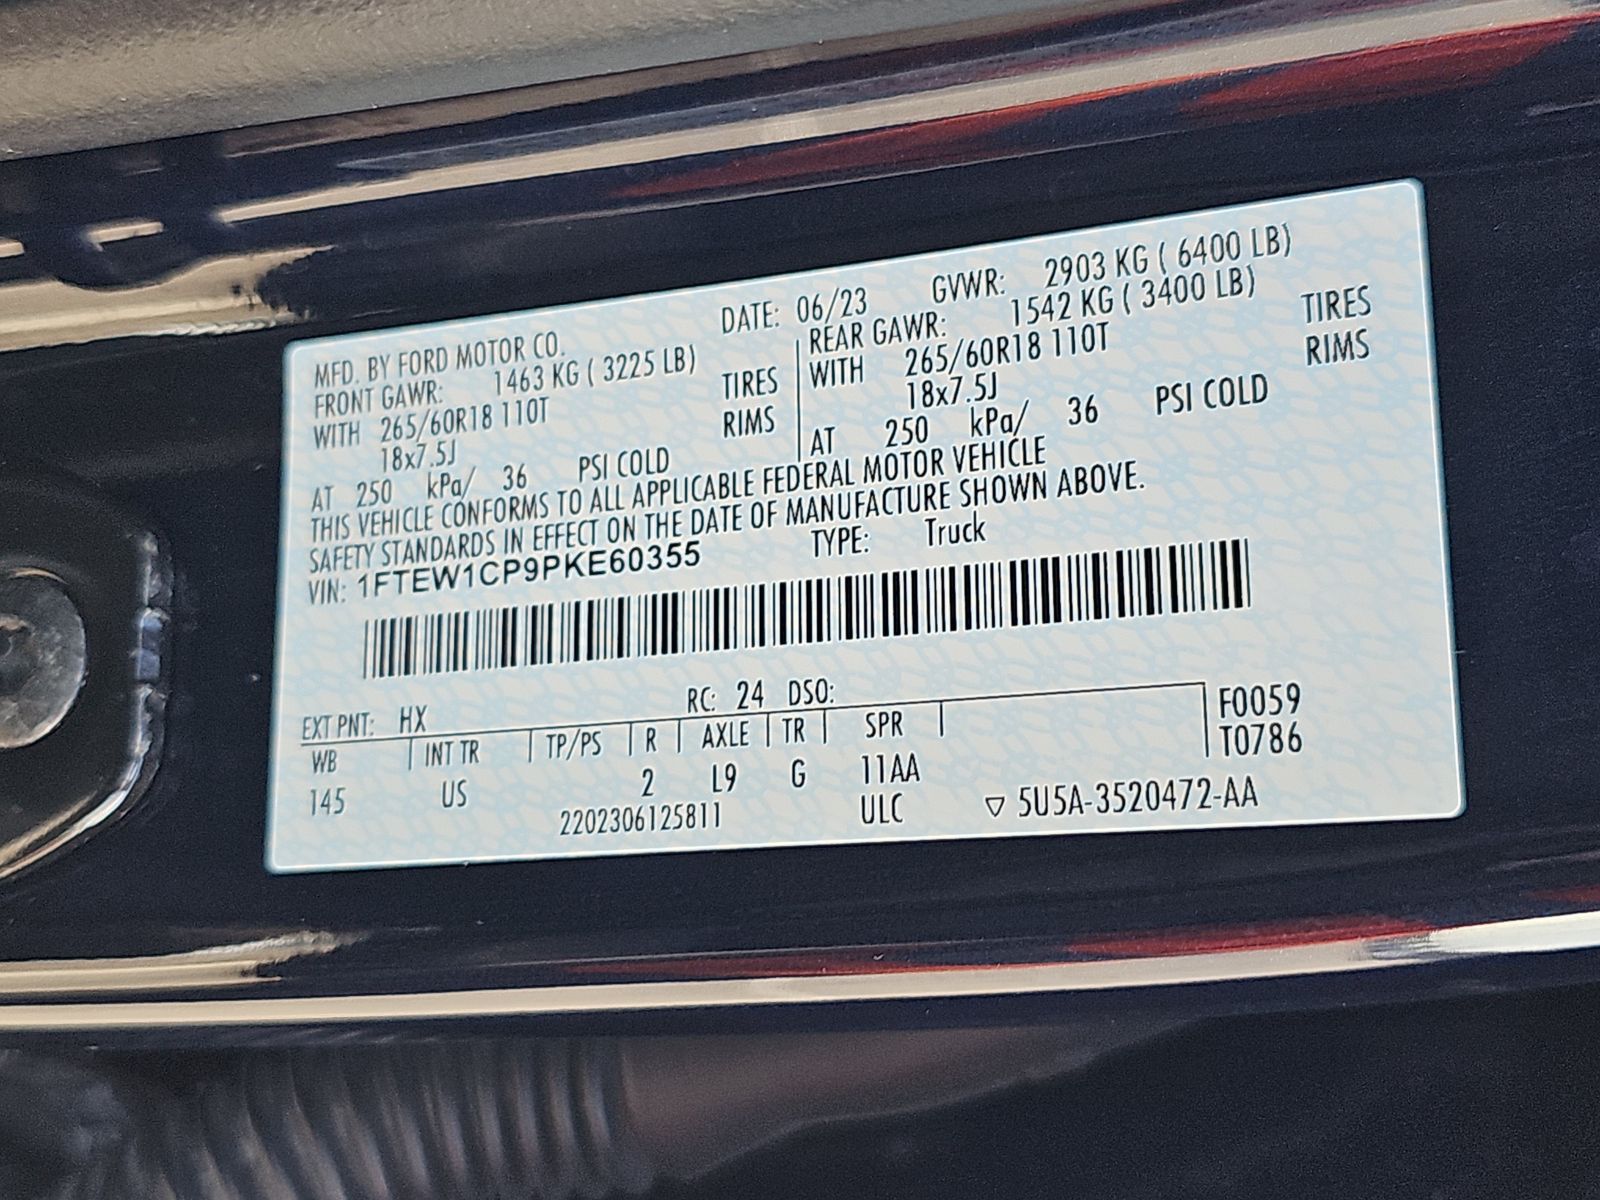 MFD. BY FORD MOTOR CO.
DATE: 06/23 GVWR: 2903 KG ( 6400 LB)
FRONT GAWR: 1463 KG ( 3225 LB)
WITH 265/60R18 110T TIRES
18x7.5J RIMS
AT 250 kPa/ 36 PSI COLD
REAR GAWR: 1542 KG ( 3400 LB)
WITH 265/60R18 110T TIRES
18x7.5J RIMS
AT 250 kPa/ 36 PSI COLD
THIS VEHICLE CONFORMS TO ALL APPLICABLE FEDERAL MOTOR VEHICLE
SAFETY STANDARDS IN EFFECT ON THE DATE OF MANUFACTURE SHOWN ABOVE.
VIN: 1FTEW1CP9PKE60355 TYPE: Truck
EXT PNT: HX RC: 24 DSO:
WB INT TR TP/PS R AXLE TR SPR
145 US 2 L9 G 11AA
F0059
T0786
2202306125811 ULC ▽ 5U5A-3520472-AA